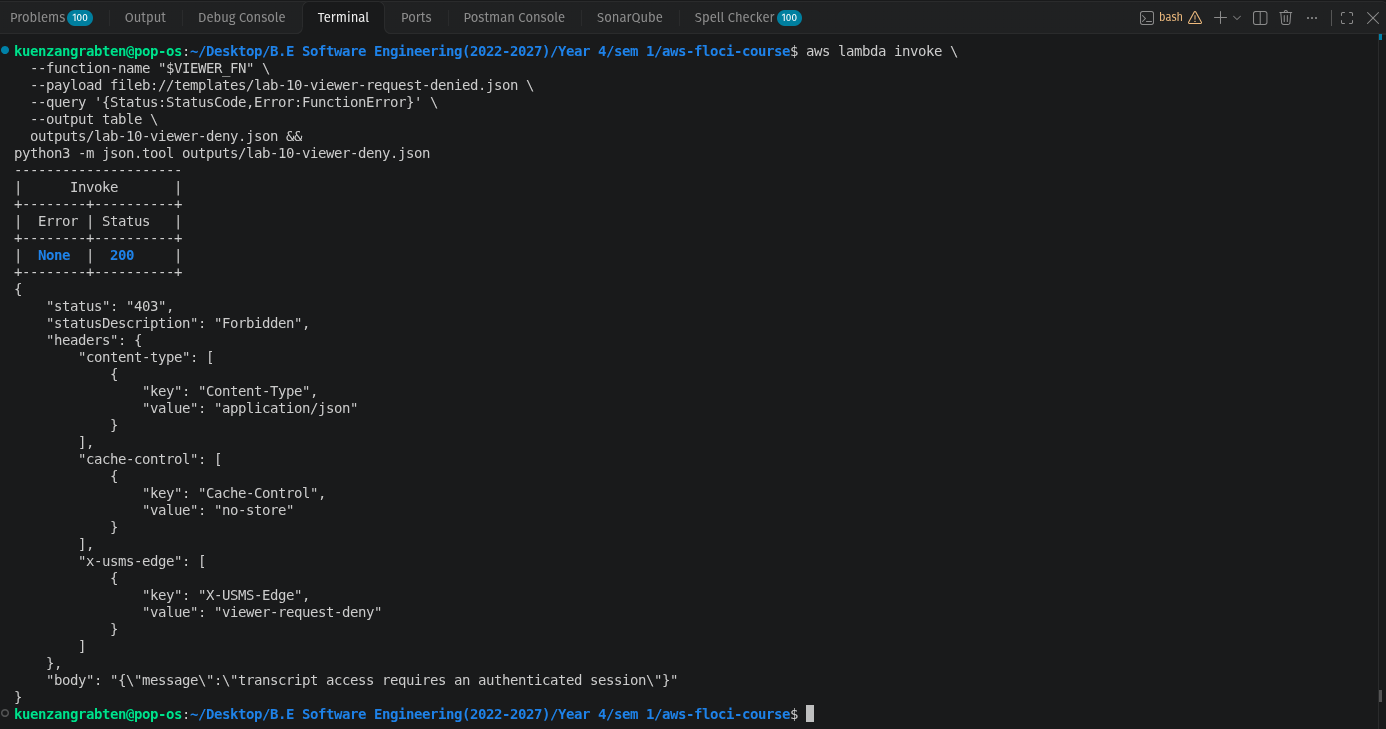 Problems 100 Output Debug Console Terminal Ports Postman Console SonarQube Spell Checker 100 bash
kuenzangrabten@pop-os:~/Desktop/B.E Software Engineering(2022-2027)/Year 4/sem 1/aws-floci-course$ aws lambda invoke \
  --function-name "$VIEWER_FN" \
  --payload fileb://templates/lab-10-viewer-request-denied.json \
  --query '{Status:StatusCode,Error:FunctionError}' \
  --output table \
  outputs/lab-10-viewer-deny.json &&
python3 -m json.tool outputs/lab-10-viewer-deny.json
---------------------
|      Invoke       |
+--------+----------+
|  Error | Status   |
+--------+----------+
|  None  |  200     |
+--------+----------+
{
    "status": "403",
    "statusDescription": "Forbidden",
    "headers": {
        "content-type": [
            {
                "key": "Content-Type",
                "value": "application/json"
            }
        ],
        "cache-control": [
            {
                "key": "Cache-Control",
                "value": "no-store"
            }
        ],
        "x-usms-edge": [
            {
                "key": "X-USMS-Edge",
                "value": "viewer-request-deny"
            }
        ]
    },
    "body": "{\"message\":\"transcript access requires an authenticated session\"}"
}
kuenzangrabten@pop-os:~/Desktop/B.E Software Engineering(2022-2027)/Year 4/sem 1/aws-floci-course$